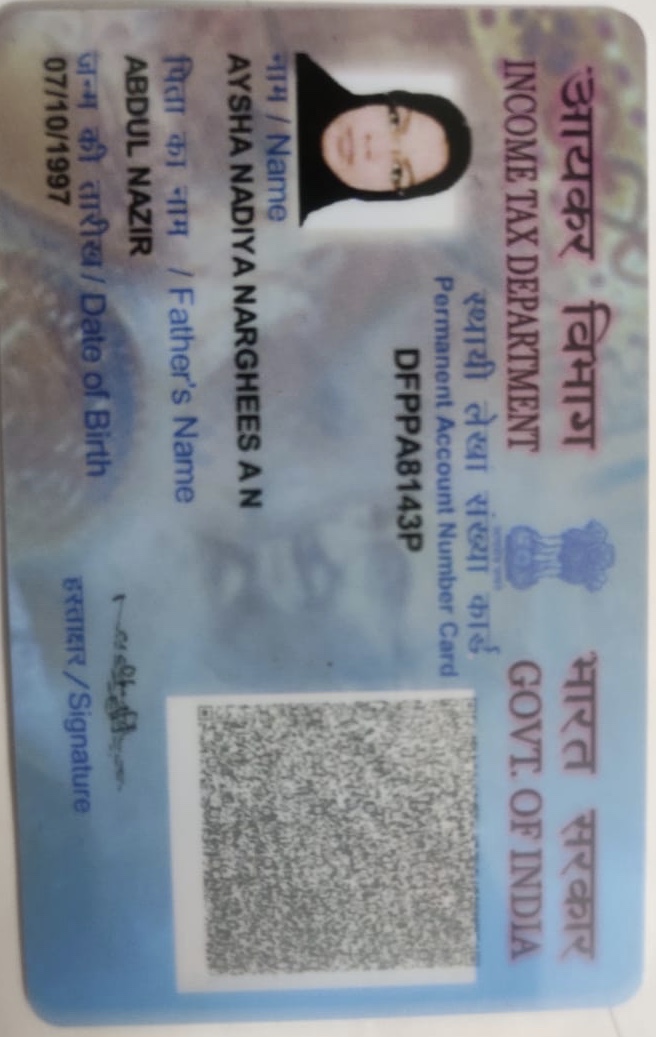 आयकर विभाग
INCOME TAX DEPARTMENT
भारत सरकार
GOVT. OF INDIA
स्थायी लेखा संख्या कार्ड
Permanent Account Number Card
DFPPA8143P
नाम / Name
AYSHA NADIYA NARGHEES A N
पिता का नाम / Father's Name
ABDUL NAZIR
जन्म की तारीख / Date of Birth
07/10/1997
हस्ताक्षर / Signature